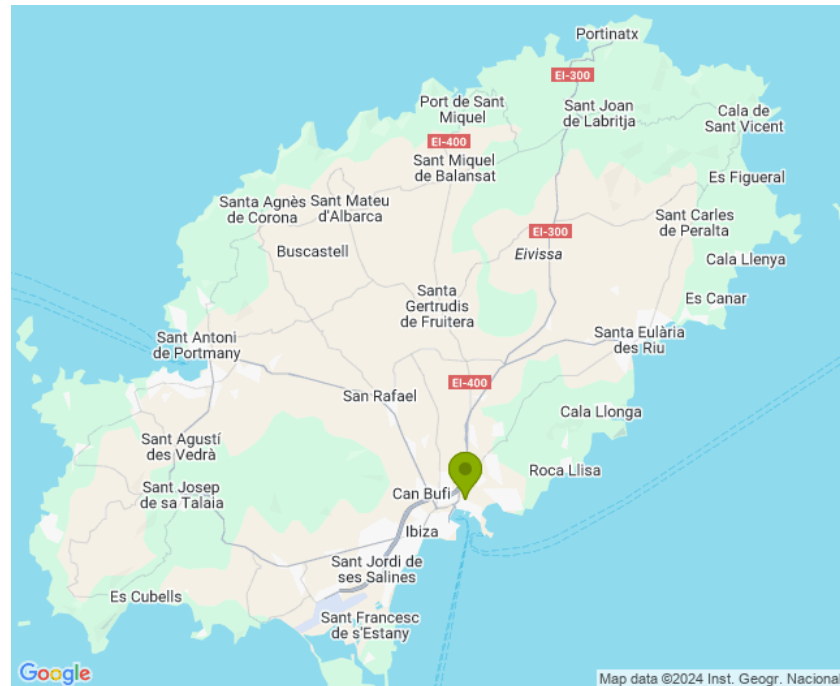 Portinatx
EI-300
Port de Sant
Miquel
Sant Joan
de Labritja
Cala de
Sant Vicent
EI-400
Sant Miquel
de Balansat
Es Figueral
Santa Agnès
de Corona
Sant Mateu
d'Albarca
Sant Carles
de Peralta
EI-300
Buscastell
Eivissa
Cala Llenya
Santa
Gertrudis
de Fruitera
Es Canar
Sant Antoni
de Portmany
Santa Eulària
des Riu
EI-400
San Rafael
Cala Llonga
Sant Agustí
des Vedrà
Roca Llisa
Sant Josep
de sa Talaia
Can Bufi
Ibiza
Sant Jordi de
ses Salines
Es Cubells
Sant Francesc
de s'Estany
Google
Map data ©2024 Inst. Geogr. Nacional